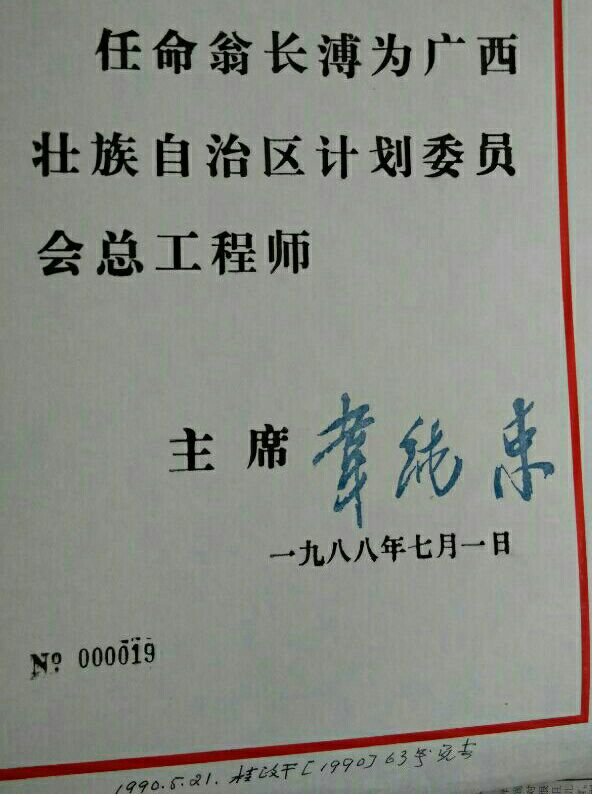 任命翁长溥为广西
壮族自治区计划委员
会总工程师
主席 韦纯束
一九八八年七月一日
Nº 000019
1990.5.21. 桂政干[1990]63号免去